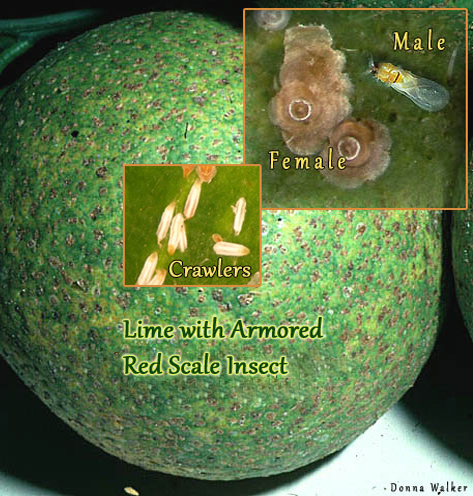 Male
Female
Crawlers
Lime with Armored
Red Scale Insect
- Donna Walker